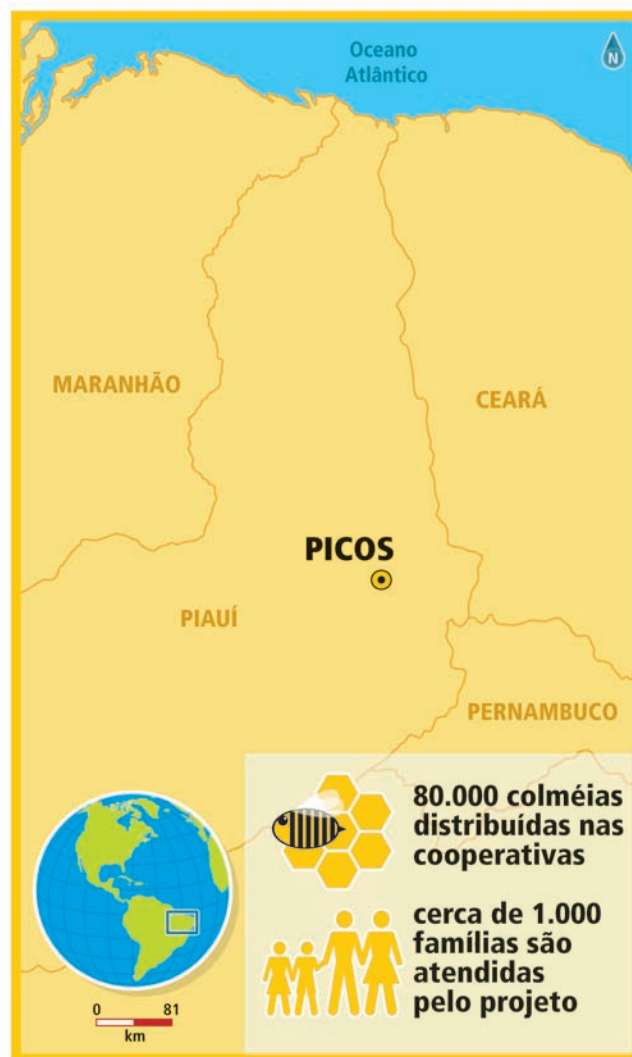 Oceano
Atlântico
N
MARANHÃO
CEARÁ
PICOS
PIAUÍ
PERNAMBUCO
80.000 colméias
distribuídas nas
cooperativas
cerca de 1.000
famílias são
atendidas
pelo projeto
0 81
km